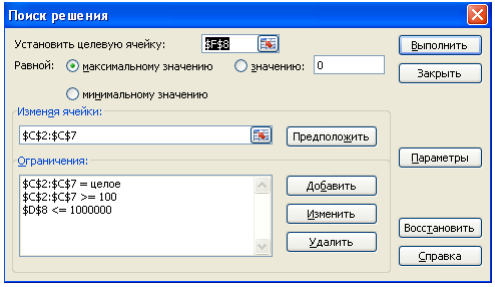 Поиск решения
Установить целевую ячейку: $F$8 Выполнить
Равной: максимальному значению значению: 0 Закрыть
минимальному значению
Изменяя ячейки:
$C$2:$C$7 Предположить
Ограничения: Параметры
$C$2:$C$7 = целое Добавить
$C$2:$C$7 >= 100
$D$8 <= 1000000 Изменить
Восстановить
Удалить
Справка